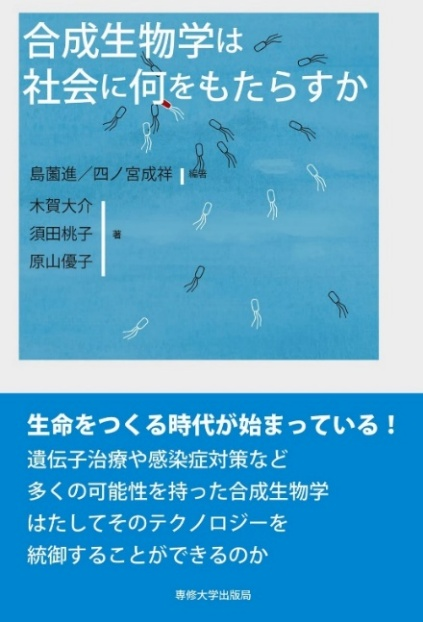 合成生物学は
社会に何をもたらすか
島薗進／四ノ宮成祥 編著
木賀大介
須田桃子 著
原山優子
生命をつくる時代が始まっている！
遺伝子治療や感染症対策など
多くの可能性を持った合成生物学
はたしてそのテクノロジーを
統御することができるのか
専修大学出版局